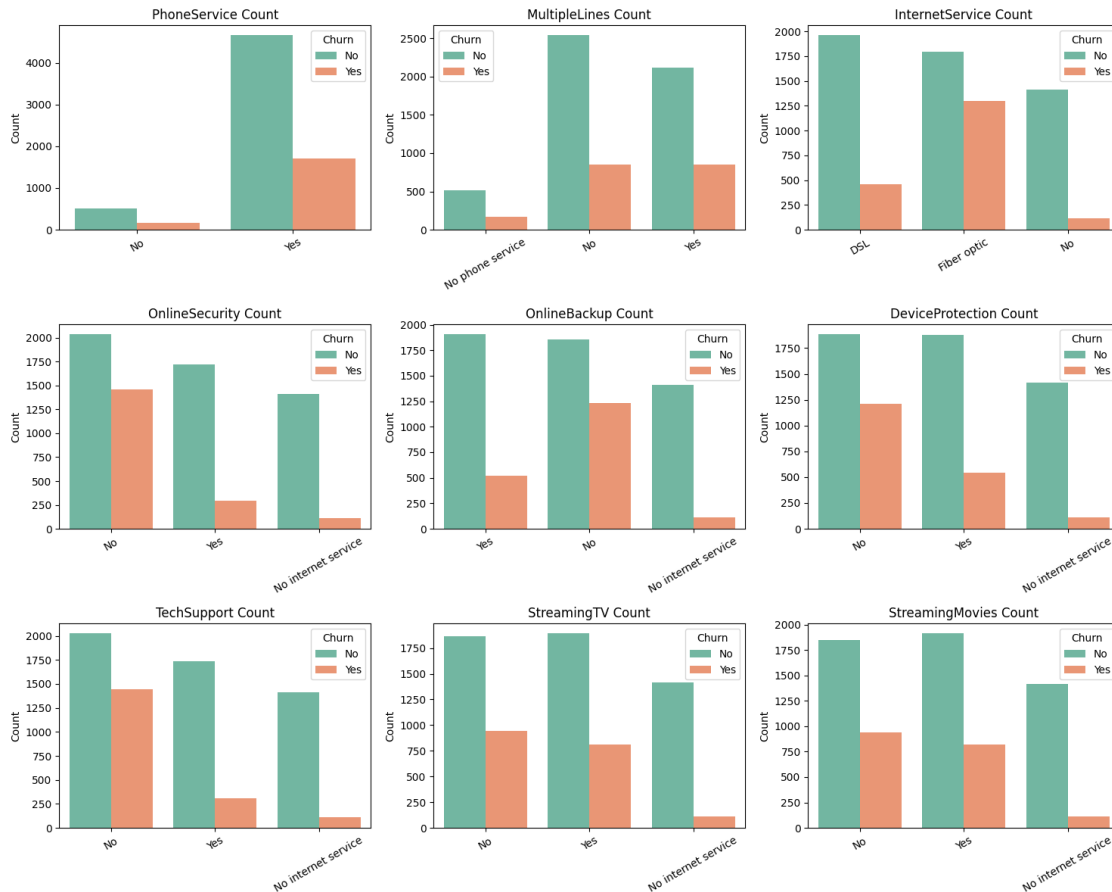 PhoneService Count
Count
4000
3000
2000
1000
0
No
Yes
Churn
No
Yes
MultipleLines Count
Count
2500
2000
1500
1000
500
0
No phone service
No
Yes
Churn
No
Yes
InternetService Count
Count
2000
1750
1500
1250
1000
750
500
250
0
DSL
Fiber optic
No
Churn
No
Yes
OnlineSecurity Count
Count
2000
1750
1500
1250
1000
750
500
250
0
No
Yes
No internet service
Churn
No
Yes
OnlineBackup Count
Count
2000
1750
1500
1250
1000
750
500
250
0
Yes
No
No internet service
Churn
No
Yes
DeviceProtection Count
Count
1750
1500
1250
1000
750
500
250
0
No
Yes
No internet service
Churn
No
Yes
TechSupport Count
Count
2000
1750
1500
1250
1000
750
500
250
0
No
Yes
No internet service
Churn
No
Yes
StreamingTV Count
Count
1750
1500
1250
1000
750
500
250
0
No
Yes
No internet service
Churn
No
Yes
StreamingMovies Count
Count
2000
1750
1500
1250
1000
750
500
250
0
No
Yes
No internet service
Churn
No
Yes